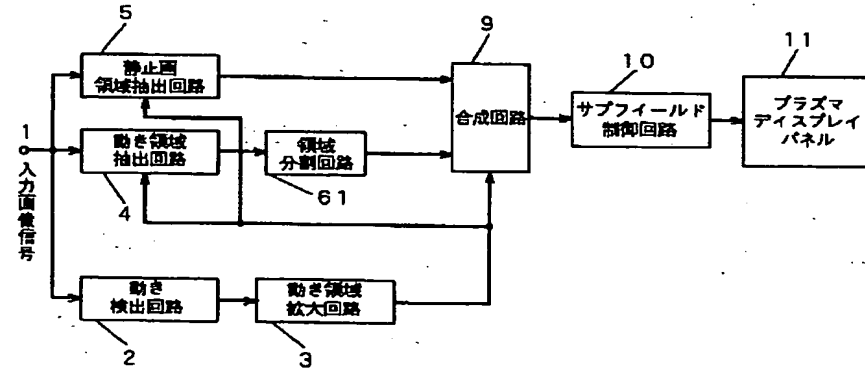 5
静止画
領域抽出回路
9
合成回路
10
サブフィールド
制御回路
11
プラズマ
ディスプレイ
パネル
1
入力画像信号
動き領域
抽出回路
4
領域
分割回路
61
動き
検出回路
2
動き領域
拡大回路
3